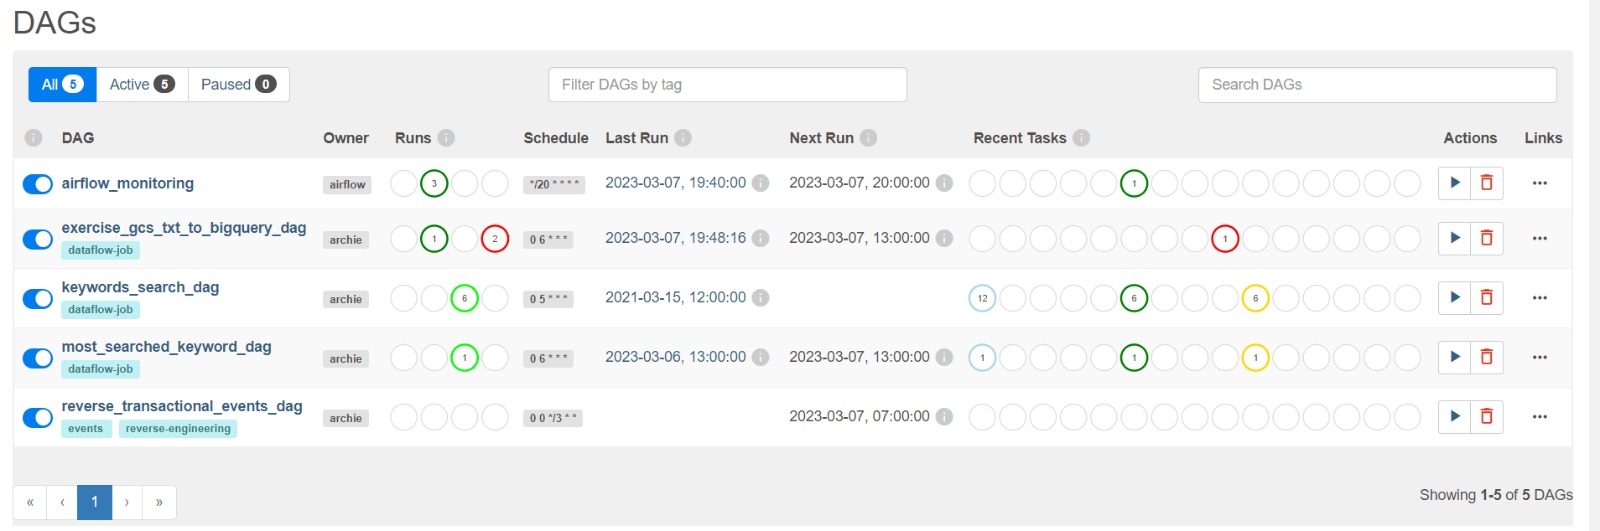 DAGs
All 5 Active 5 Paused 0 Filter DAGs by tag Search DAGs
i DAG Owner Runs i Schedule Last Run i Next Run i Recent Tasks i Actions Links
airflow_monitoring airflow 3 */20 * * * * 2023-03-07, 19:40:00 i 2023-03-07, 20:00:00 i 1 ...
exercise_gcs_txt_to_bigquery_dag archie 1 2 0 6 * * * 2023-03-07, 19:48:16 i 2023-03-07, 13:00:00 i 1 ...
dataflow-job
keywords_search_dag archie 6 0 5 * * * 2021-03-15, 12:00:00 i 12 6 6 ...
dataflow-job
most_searched_keyword_dag archie 1 0 6 * * * 2023-03-06, 13:00:00 i 2023-03-07, 13:00:00 i 1 1 1 ...
dataflow-job
reverse_transactional_events_dag archie 0 0 */3 * * 2023-03-07, 07:00:00 i ...
events reverse-engineering
« ‹ 1 › » Showing 1-5 of 5 DAGs